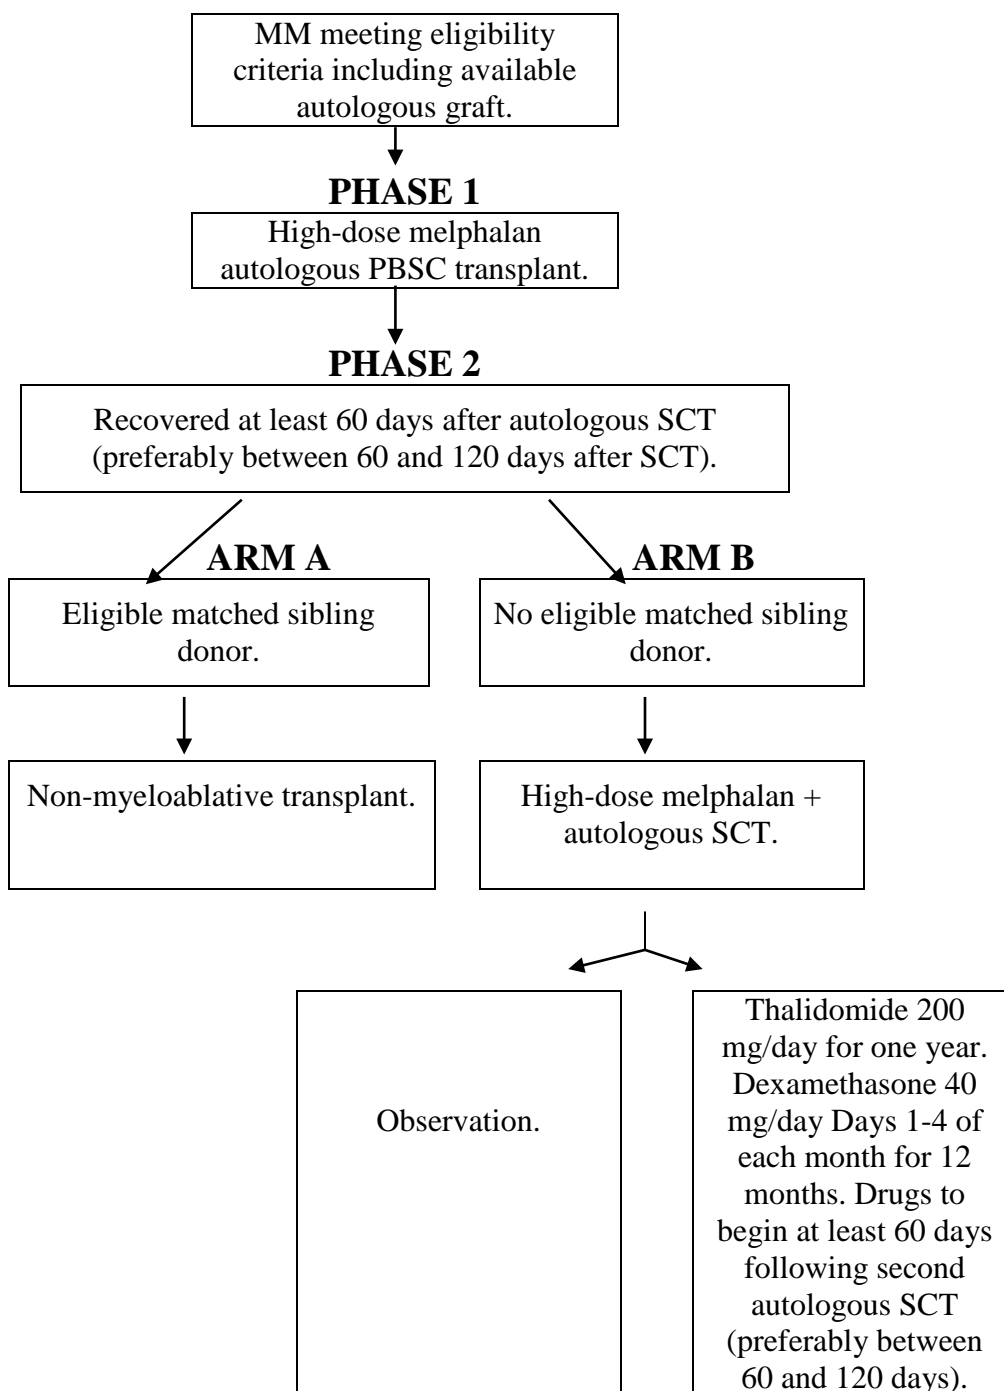 MM meeting eligibility
criteria including available
autologous graft.
PHASE 1
High-dose melphalan
autologous PBSC transplant.
PHASE 2
Recovered at least 60 days after autologous SCT
(preferably between 60 and 120 days after SCT).
ARM A
Eligible matched sibling
donor.
Non-myeloablative transplant.
ARM B
No eligible matched sibling
donor.
High-dose melphalan +
autologous SCT.
Observation.
Thalidomide 200
mg/day for one year.
Dexamethasone 40
mg/day Days 1-4 of
each month for 12
months. Drugs to
begin at least 60 days
following second
autologous SCT
(preferably between
60 and 120 days).